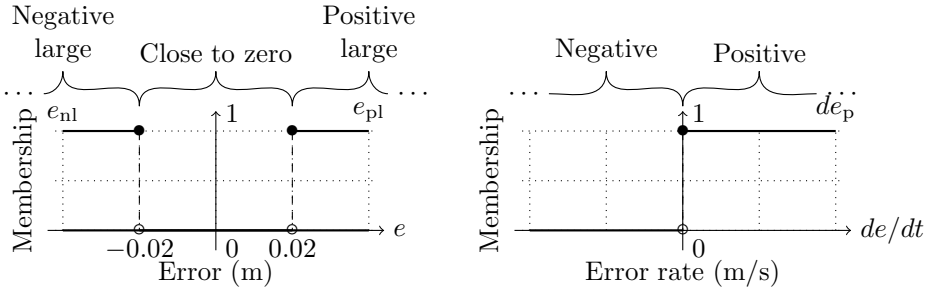 Negative
large
Close to zero
Positive
large
... ...
e_nl
1
e_pl
Membership
−0.02
0
0.02
e
Error (m)
Negative
Positive
... ...
de_p
1
Membership
0
de/dt
Error rate (m/s)